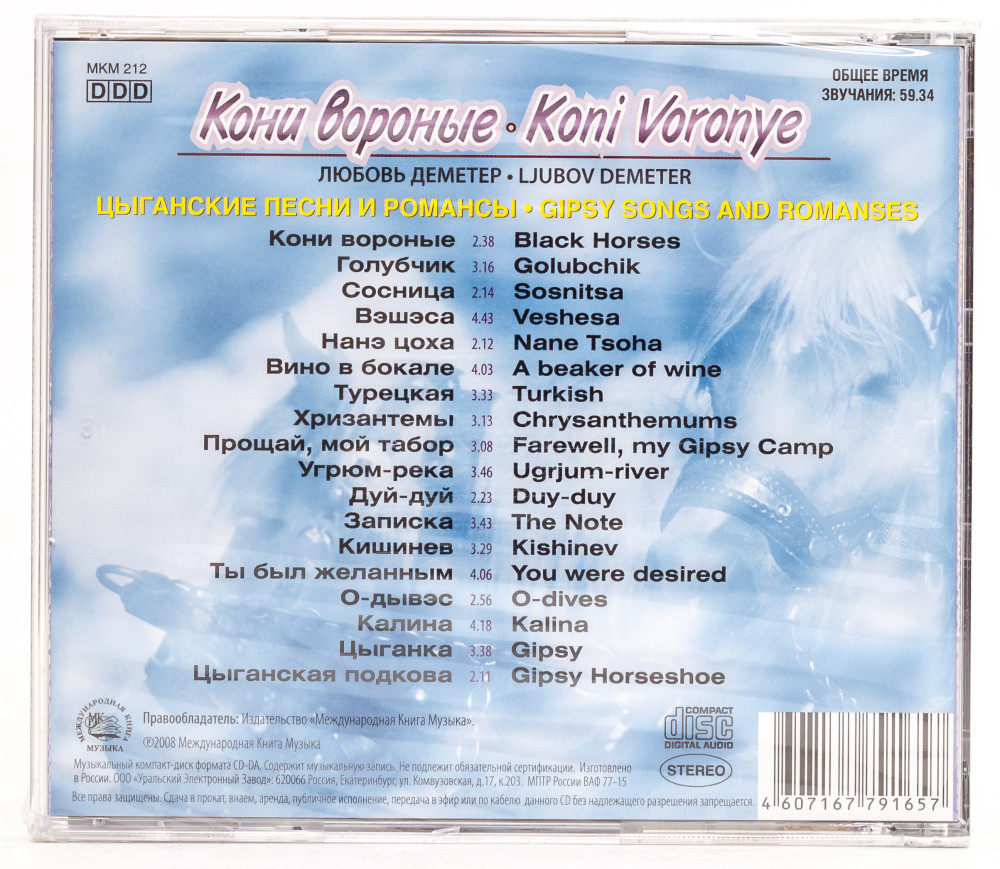 МКМ 212
DDD
ОБЩЕЕ ВРЕМЯ
ЗВУЧАНИЯ: 59.34
Кони вороные • Koni Voronye
ЛЮБОВЬ ДЕМЕТЕР • LJUBOV DEMETER
ЦЫГАНСКИЕ ПЕСНИ И РОМАНСЫ • GIPSY SONGS AND ROMANSES
Кони вороные 2.38 Black Horses
Голубчик 3.16 Golubchik
Сосница 2.14 Sosnitsa
Вэшэса 4.43 Veshesa
Нанэ цоха 2.12 Nane Tsoha
Вино в бокале 4.03 A beaker of wine
Турецкая 3.33 Turkish
Хризантемы 3.13 Chrysanthemums
Прощай, мой табор 3.08 Farewell, my Gipsy Camp
Угрюм-река 3.46 Ugrjum-river
Дуй-дуй 2.23 Duy-duy
Записка 3.43 The Note
Кишинев 3.29 Kishinev
Ты был желанным 4.06 You were desired
О-дывэс 2.56 O-dives
Калина 4.18 Kalina
Цыганка 3.38 Gipsy
Цыганская подкова 2.11 Gipsy Horseshoe
МЕЖДУНАРОДНАЯ КНИГА
МК
МУЗЫКА
Правообладатель: Издательство «Международная Книга Музыка».
℗2008 Международная Книга Музыка
COMPACT
disc
DIGITAL AUDIO
STEREO
Музыкальный компакт-диск формата CD-DA. Содержит музыкальную запись. Не подлежит обязательной сертификации. Изготовлено
в России. ООО «Уральский Электронный Завод»: 620066 Россия, Екатеринбург, ул. Комвузовская, д.17, к.203. МПТР России ВАФ 77-15
Все права защищены. Сдача в прокат, внаем, аренда, публичное исполнение, передача в эфир или по кабелю данного CD без надлежащего разрешения запрещается.
4 607167 791657